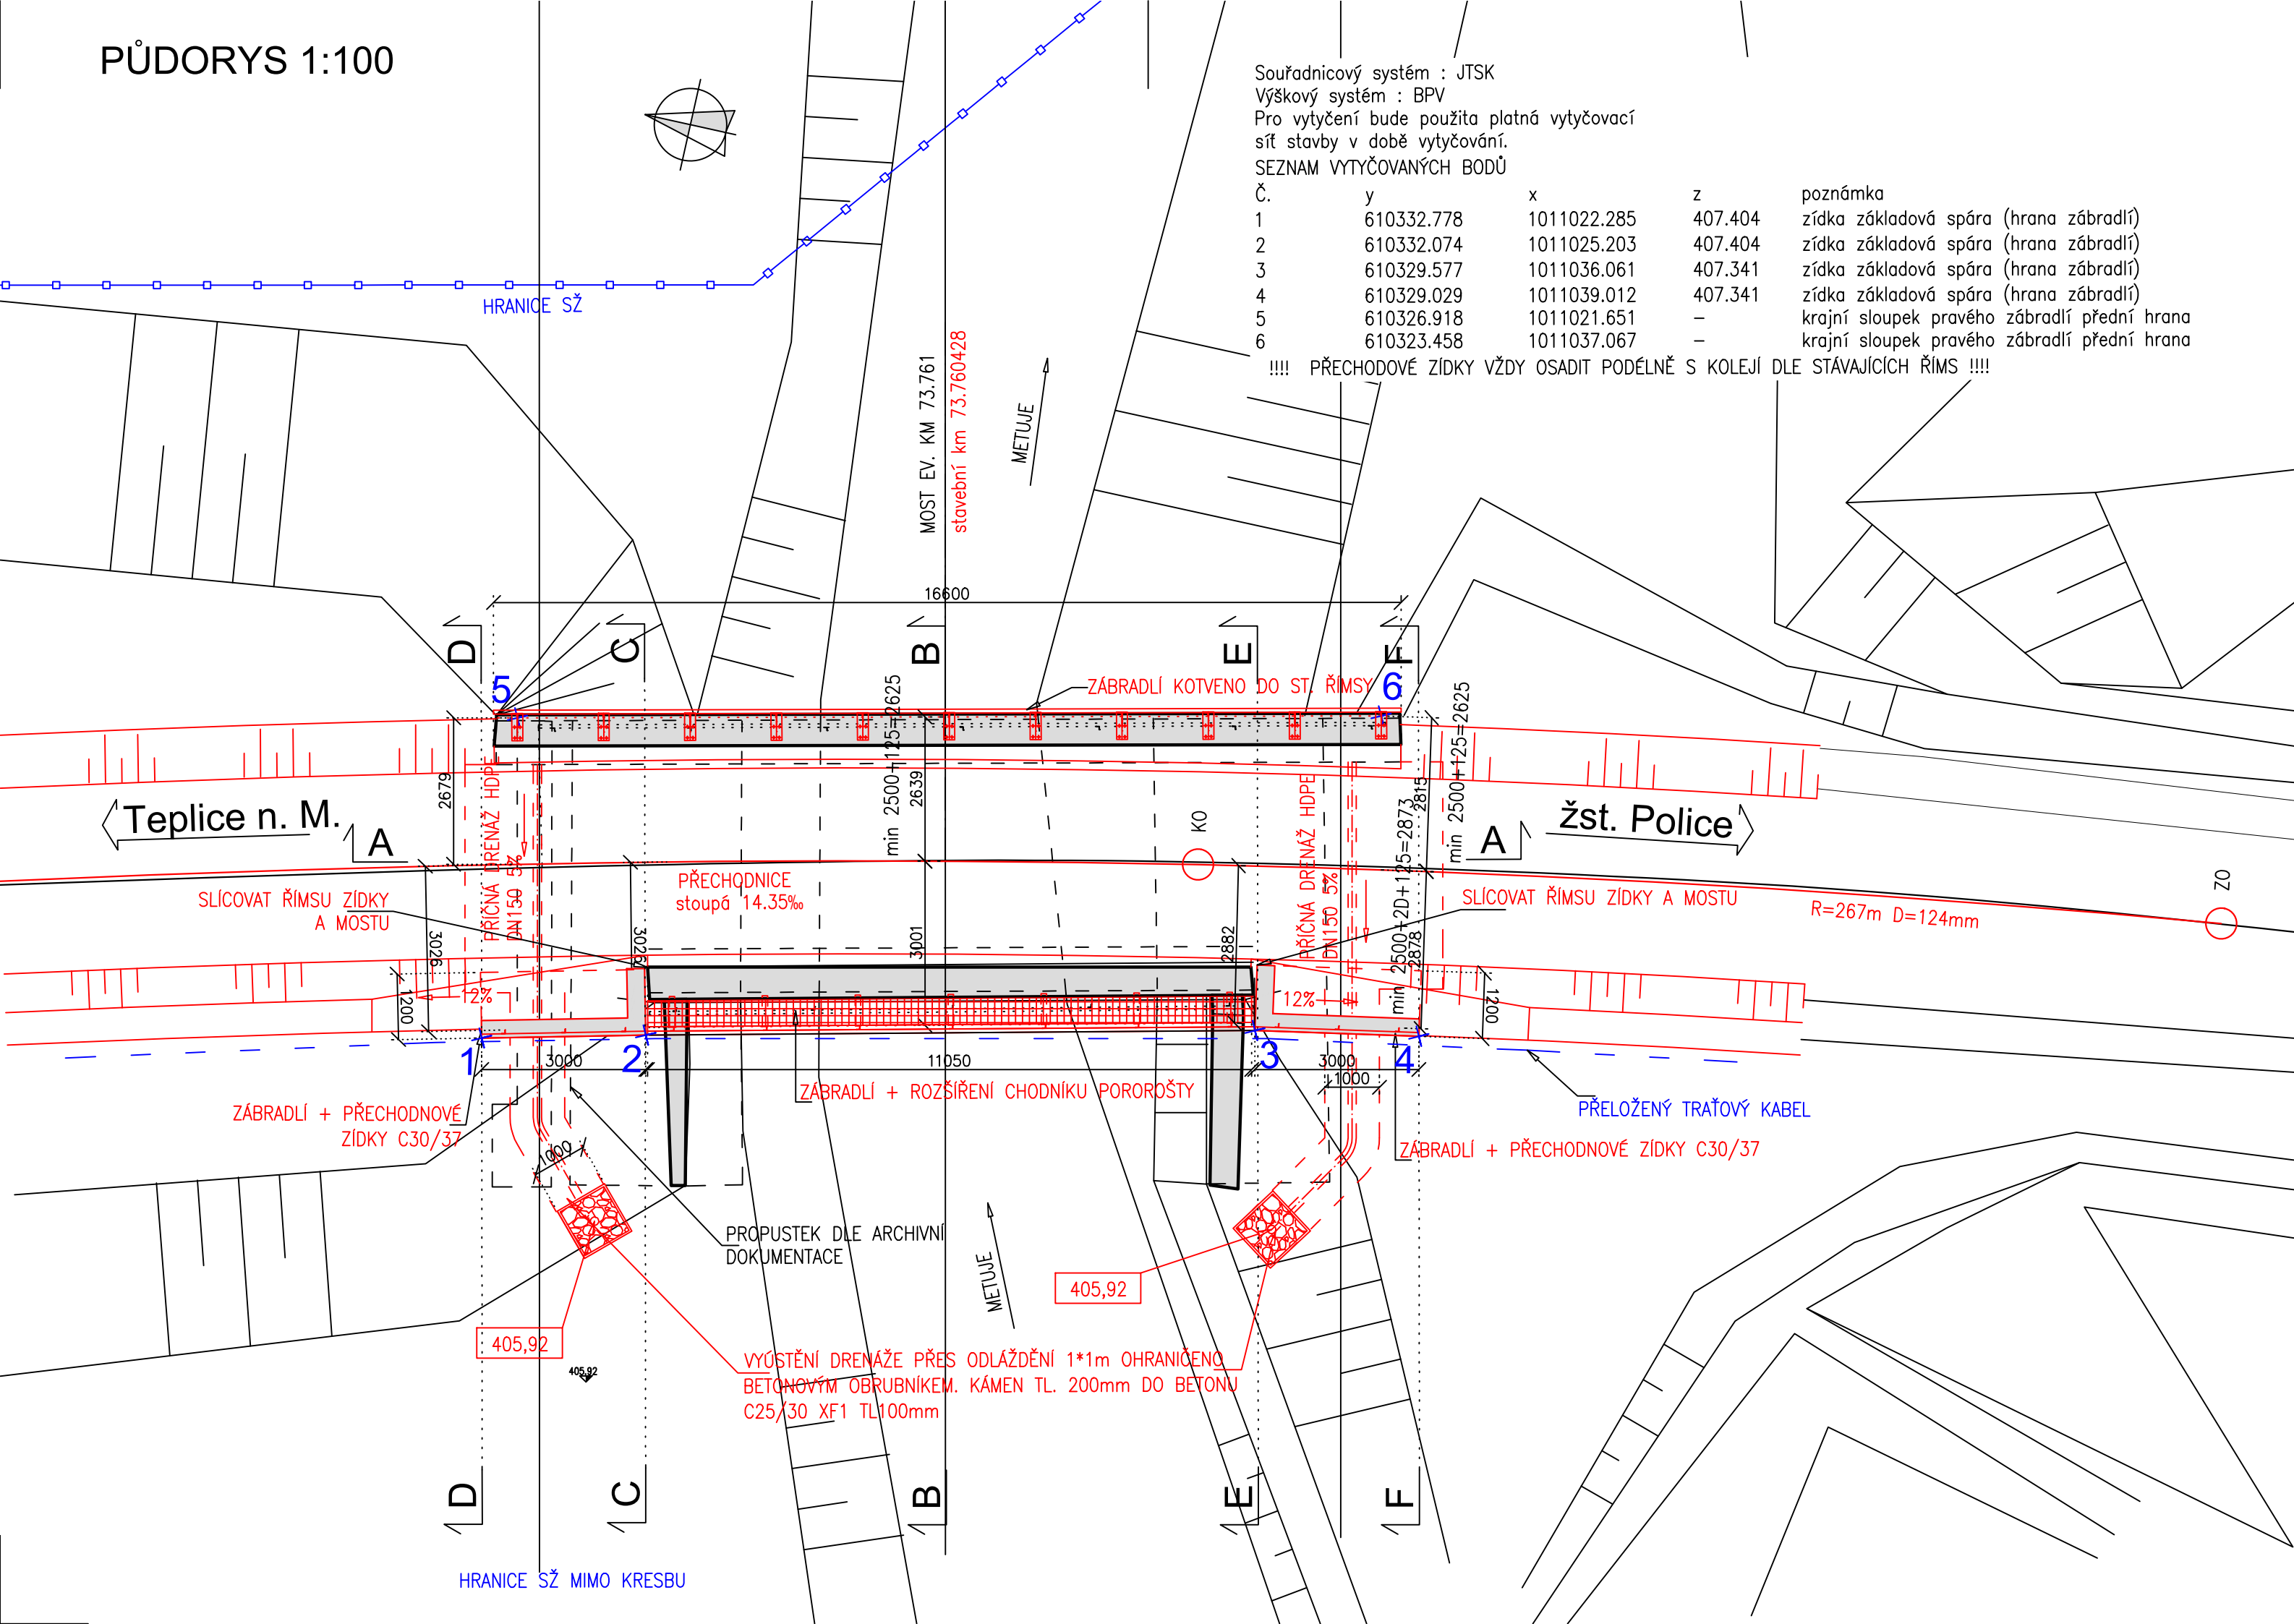 PŮDORYS 1:100
Souřadnicový systém : JTSK
Výškový systém : BPV
Pro vytyčení bude použita platná vytyčovací
síť stavby v době vytyčování.
SEZNAM VYTYČOVANÝCH BODŮ
Č. y x z poznámka
1 610332.778 1011022.285 407.404 zídka základová spára (hrana zábradlí)
2 610332.074 1011025.203 407.404 zídka základová spára (hrana zábradlí)
3 610329.577 1011036.061 407.341 zídka základová spára (hrana zábradlí)
4 610329.029 1011039.012 407.341 zídka základová spára (hrana zábradlí)
5 610326.918 1011021.651 – krajní sloupek pravého zábradlí přední hrana
6 610323.458 1011037.067 – krajní sloupek pravého zábradlí přední hrana
!!!! PŘECHODOVÉ ZÍDKY VŽDY OSADIT PODÉLNĚ S KOLEJÍ DLE STÁVAJÍCÍCH ŘÍMS !!!!
HRANICE SŽ
MOST EV. KM 73.761
stavební km 73.760428
METUJE
16600
D
C
B
E
F
5
6
ZÁBRADLÍ KOTVENO DO ST. ŘÍMSY
2679
min 2500+125=2625
2639
2815
min 2500+125=2625
Teplice n. M.
A
PŘÍČNÁ DRENÁŽ HDPE
DN150 5%
KO
PŘÍČNÁ DRENÁŽ HDPE
DN150 5%
A
žst. Police
PŘECHODNICE
stoupá 14.35‰
SLÍCOVAT ŘÍMSU ZÍDKY
A MOSTU
SLÍCOVAT ŘÍMSU ZÍDKY A MOSTU
R=267m D=124mm
ZO
3026
3026
3001
2882
min 2500+2D+125=2873
2878
1200
12%
12%
1200
1
3000
2
11050
3
3000
4
1000
ZÁBRADLÍ + ROZŠÍŘENÍ CHODNÍKU POROROŠTY
PŘELOŽENÝ TRAŤOVÝ KABEL
ZÁBRADLÍ + PŘECHODNOVÉ
ZÍDKY C30/37
1000
ZÁBRADLÍ + PŘECHODNOVÉ ZÍDKY C30/37
PROPUSTEK DLE ARCHIVNÍ
DOKUMENTACE
METUJE
405,92
405,92
405,92
VYÚSTĚNÍ DRENÁŽE PŘES ODLÁŽDĚNÍ 1*1m OHRANIČENO
BETONOVÝM OBRUBNÍKEM. KÁMEN TL. 200mm DO BETONU
C25/30 XF1 TL100mm
D
C
B
E
F
HRANICE SŽ MIMO KRESBU